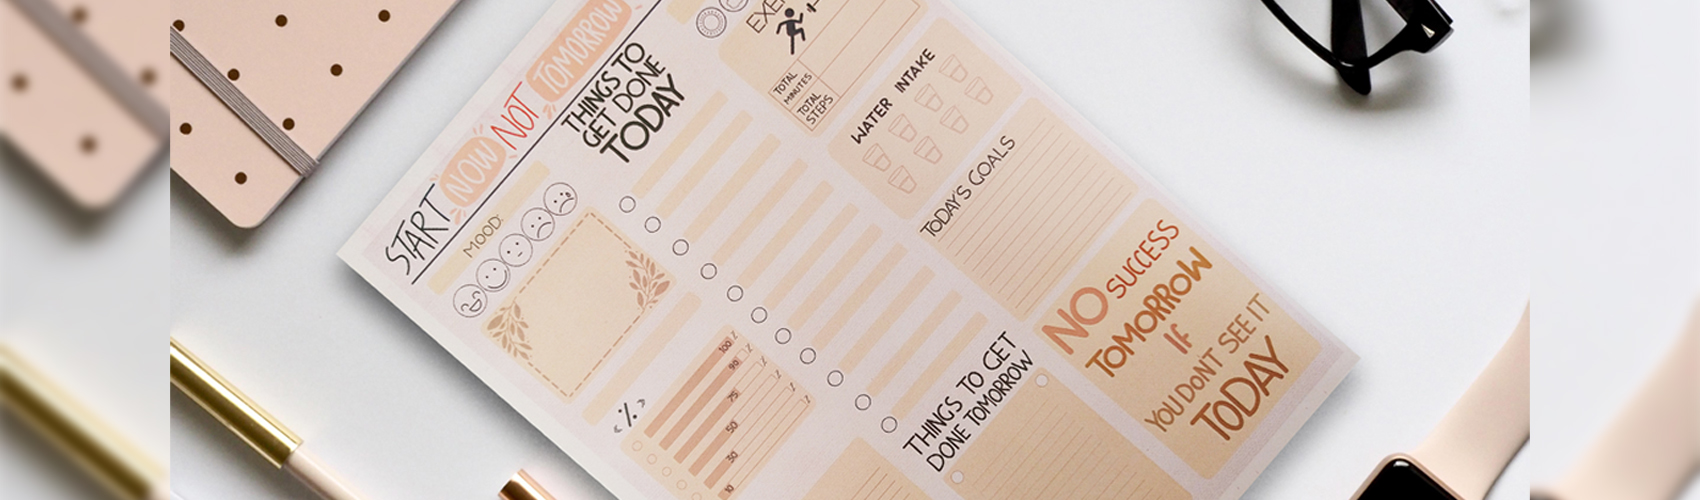 START NOW NOT TOMORROW
MOOD:
THINGS TO
GET DONE
TODAY
TOTAL
MINUTES
TOTAL
STEPS
WATER INTAKE
TODAY'S GOALS
NO SUCCESS
TOMORROW
IF
YOU DON'T SEE IT
TODAY
THINGS TO GET
DONE TOMORROW
%
100
90
75
50
30
10